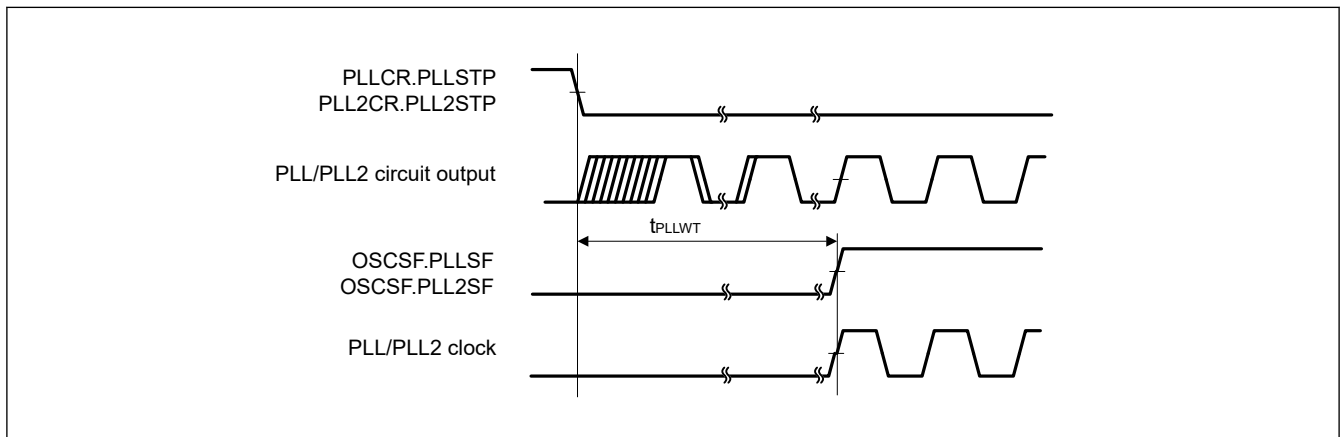 PLLCR.PLLSTP
PLL2CR.PLL2STP
PLL/PLL2 circuit output
tPLLWT
OSCSF.PLLSF
OSCSF.PLL2SF
PLL/PLL2 clock